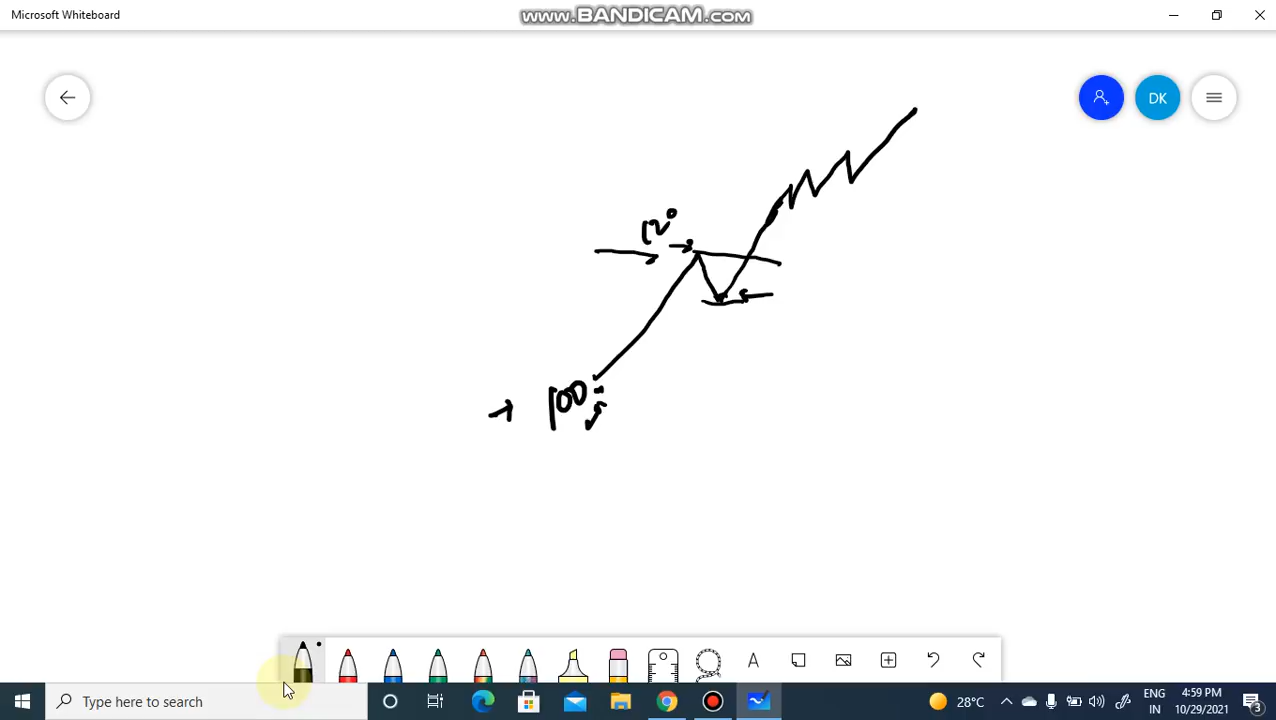 Microsoft Whiteboard
www.BANDICAM.com
DK
120
100
A
Type here to search
28°C
ENG
IN
4:59 PM
10/29/2021
3